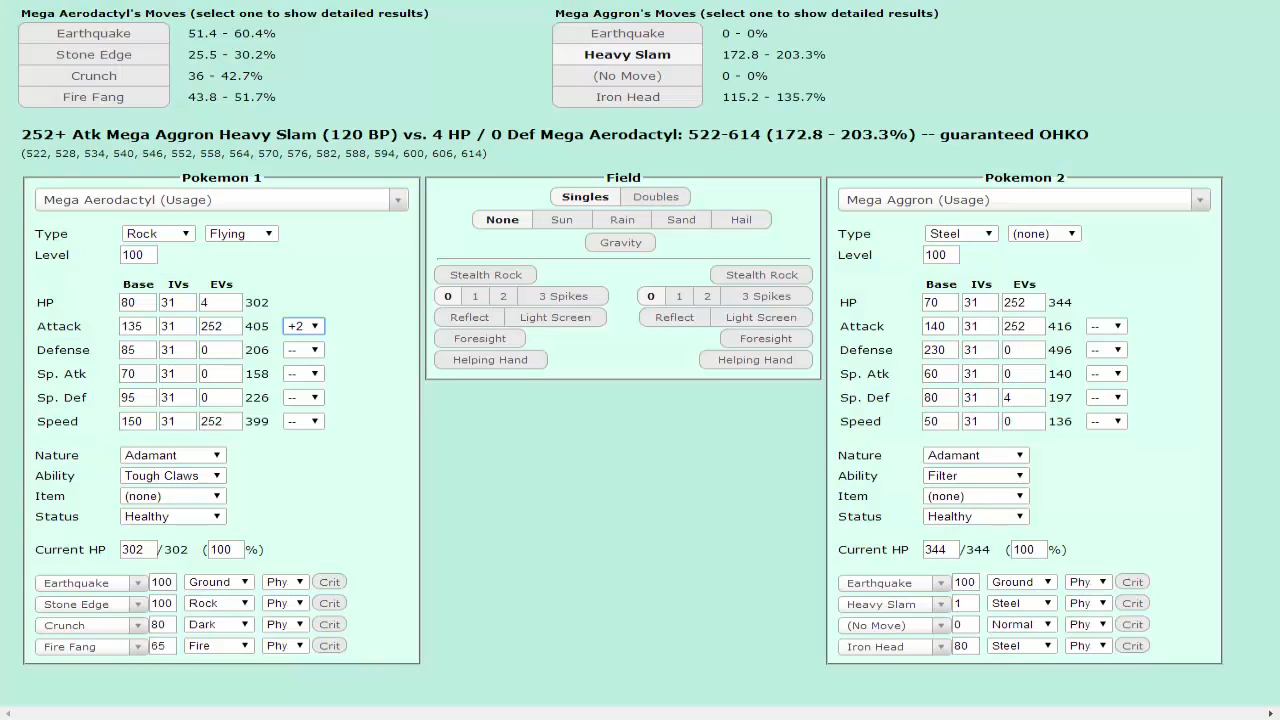 Mega Aerodactyl's Moves (select one to show detailed results)
Earthquake 51.4 - 60.4%
Stone Edge 25.5 - 30.2%
Crunch 36 - 42.7%
Fire Fang 43.8 - 51.7%
Mega Aggron's Moves (select one to show detailed results)
Earthquake 0 - 0%
Heavy Slam 172.8 - 203.3%
(No Move) 0 - 0%
Iron Head 115.2 - 135.7%
252+ Atk Mega Aggron Heavy Slam (120 BP) vs. 4 HP / 0 Def Mega Aerodactyl: 522-614 (172.8 - 203.3%) -- guaranteed OHKO
(522, 528, 534, 540, 546, 552, 558, 564, 570, 576, 582, 588, 594, 600, 606, 614)
Pokemon 1
Mega Aerodactyl (Usage)
Type Rock Flying
Level 100
Base IVs EVs
HP 80 31 4 302
Attack 135 31 252 405 +2
Defense 85 31 0 206 --
Sp. Atk 70 31 0 158 --
Sp. Def 95 31 0 226 --
Speed 150 31 252 399 --
Nature Adamant
Ability Tough Claws
Item (none)
Status Healthy
Current HP 302 /302 (100 %)
Earthquake 100 Ground Phy Crit
Stone Edge 100 Rock Phy Crit
Crunch 80 Dark Phy Crit
Fire Fang 65 Fire Phy Crit
Field
Singles Doubles
None Sun Rain Sand Hail
Gravity
Stealth Rock Stealth Rock
0 1 2 3 Spikes 0 1 2 3 Spikes
Reflect Light Screen Reflect Light Screen
Foresight Foresight
Helping Hand Helping Hand
Pokemon 2
Mega Aggron (Usage)
Type Steel (none)
Level 100
Base IVs EVs
HP 70 31 252 344
Attack 140 31 252 416 --
Defense 230 31 0 496 --
Sp. Atk 60 31 0 140 --
Sp. Def 80 31 4 197 --
Speed 50 31 0 136 --
Nature Adamant
Ability Filter
Item (none)
Status Healthy
Current HP 344 /344 (100 %)
Earthquake 100 Ground Phy Crit
Heavy Slam 1 Steel Phy Crit
(No Move) 0 Normal Phy Crit
Iron Head 80 Steel Phy Crit